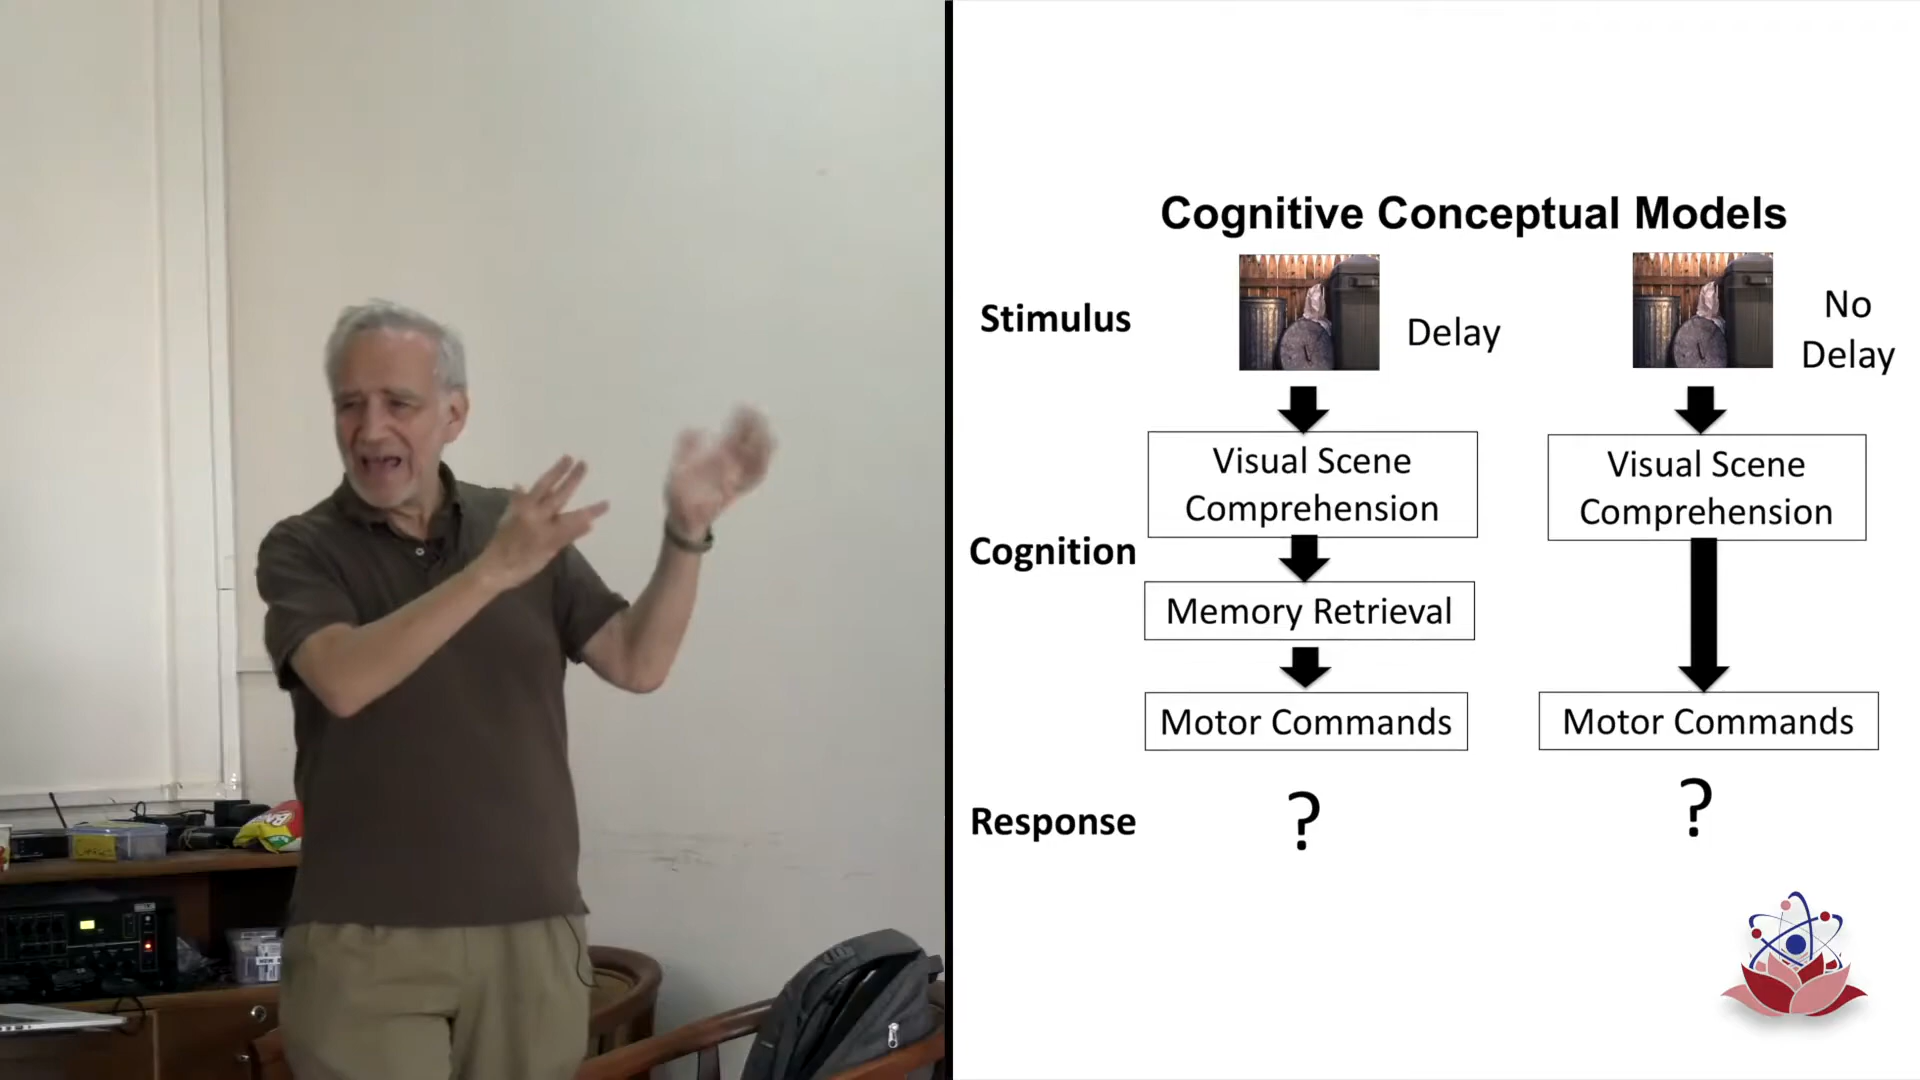 Cognitive Conceptual Models
Stimulus
Delay
No
Delay
Visual Scene
Comprehension
Visual Scene
Comprehension
Cognition
Memory Retrieval
Motor Commands
Motor Commands
Response
?
?